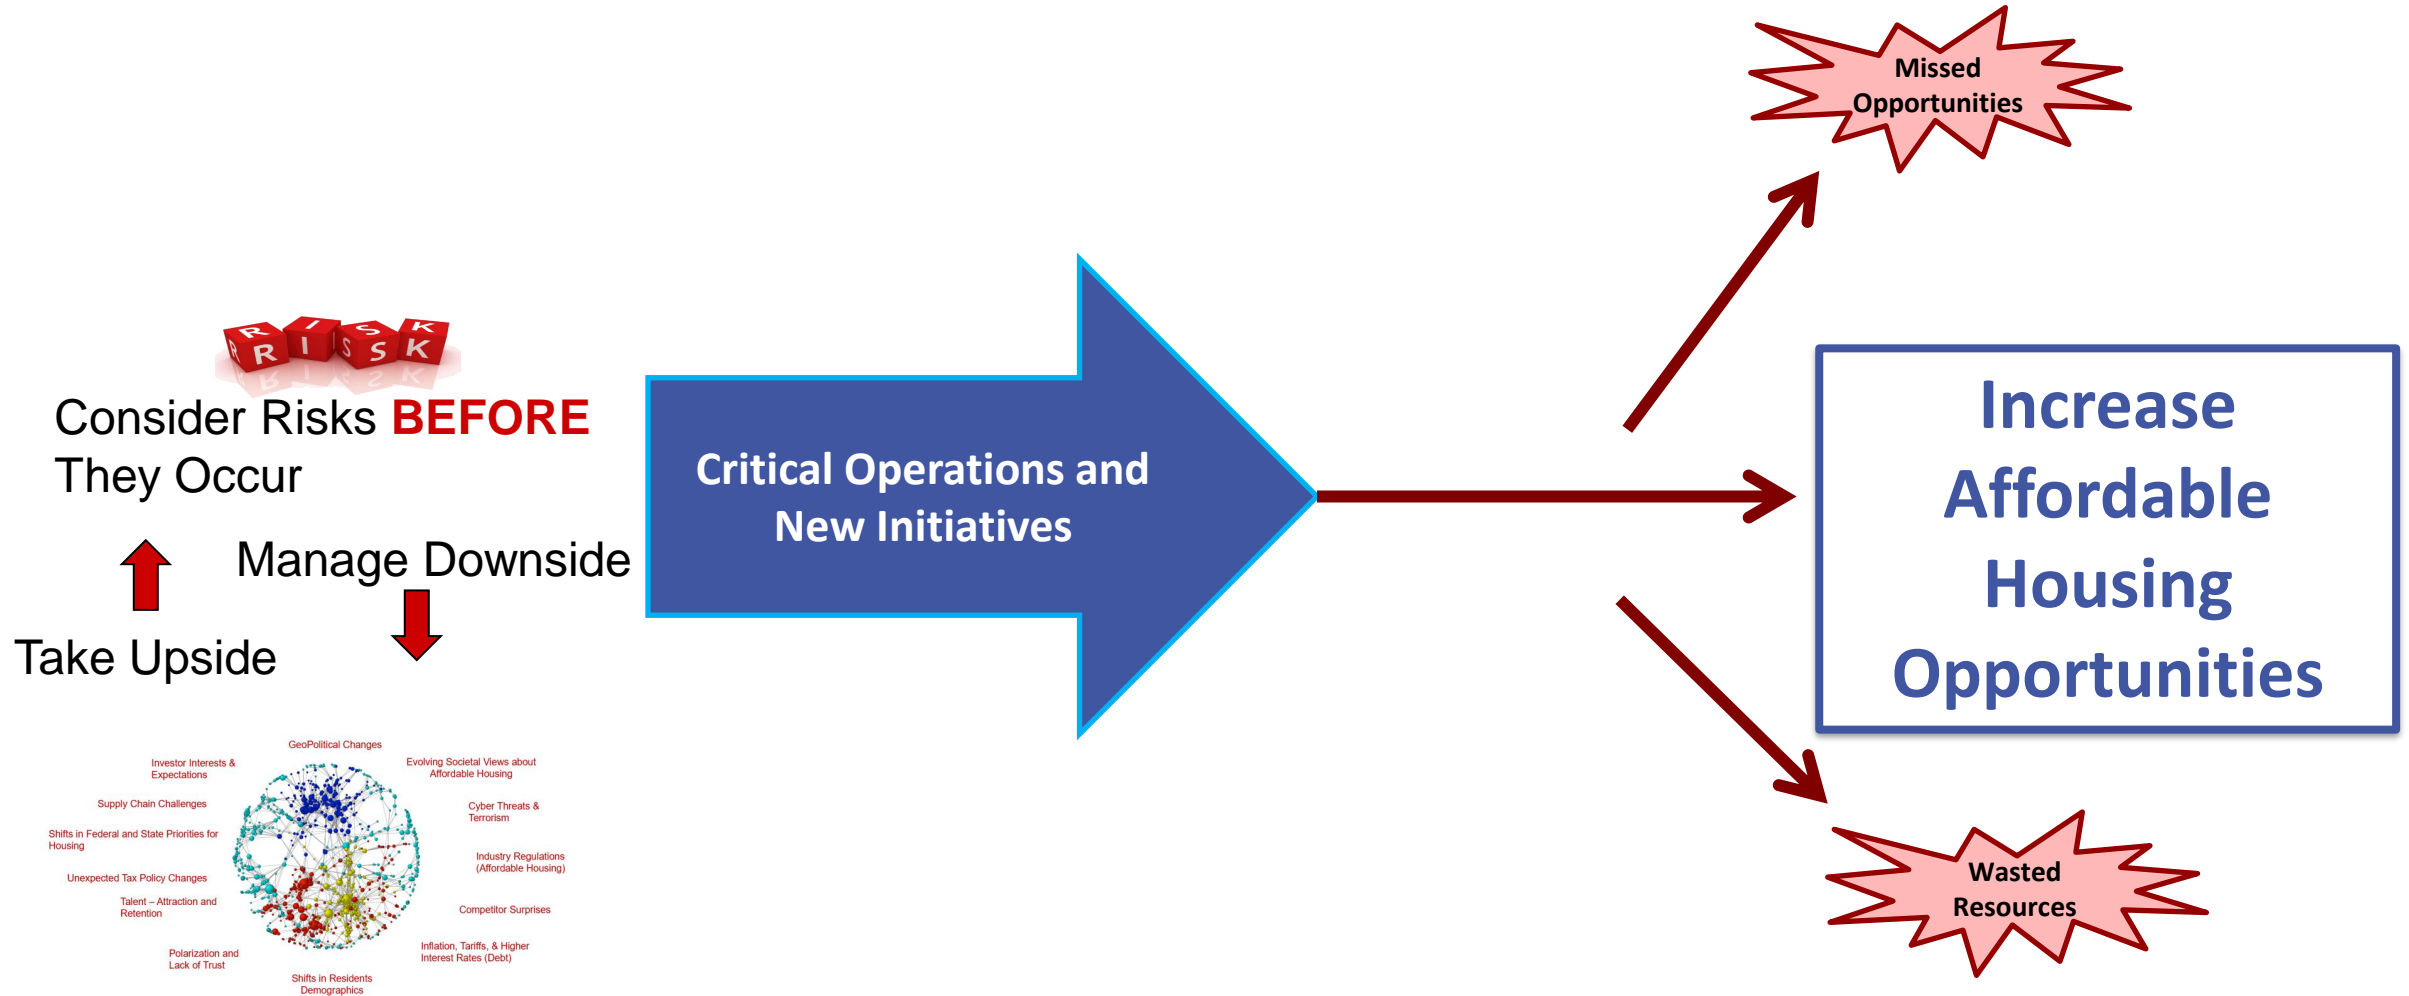 RISK
Consider Risks BEFORE
They Occur
Manage Downside
Take Upside
GeoPolitical Changes
Investor Interests &
Expectations
Evolving Societal Views about
Affordable Housing
Supply Chain Challenges
Cyber Threats &
Terrorism
Shifts in Federal and State Priorities for
Housing
Industry Regulations
(Affordable Housing)
Unexpected Tax Policy Changes
Talent – Attraction and
Retention
Competitor Surprises
Polarization and
Lack of Trust
Inflation, Tariffs, & Higher
Interest Rates (Debt)
Shifts in Residents
Demographics
Critical Operations and
New Initiatives
Missed
Opportunities
Increase
Affordable
Housing
Opportunities
Wasted
Resources